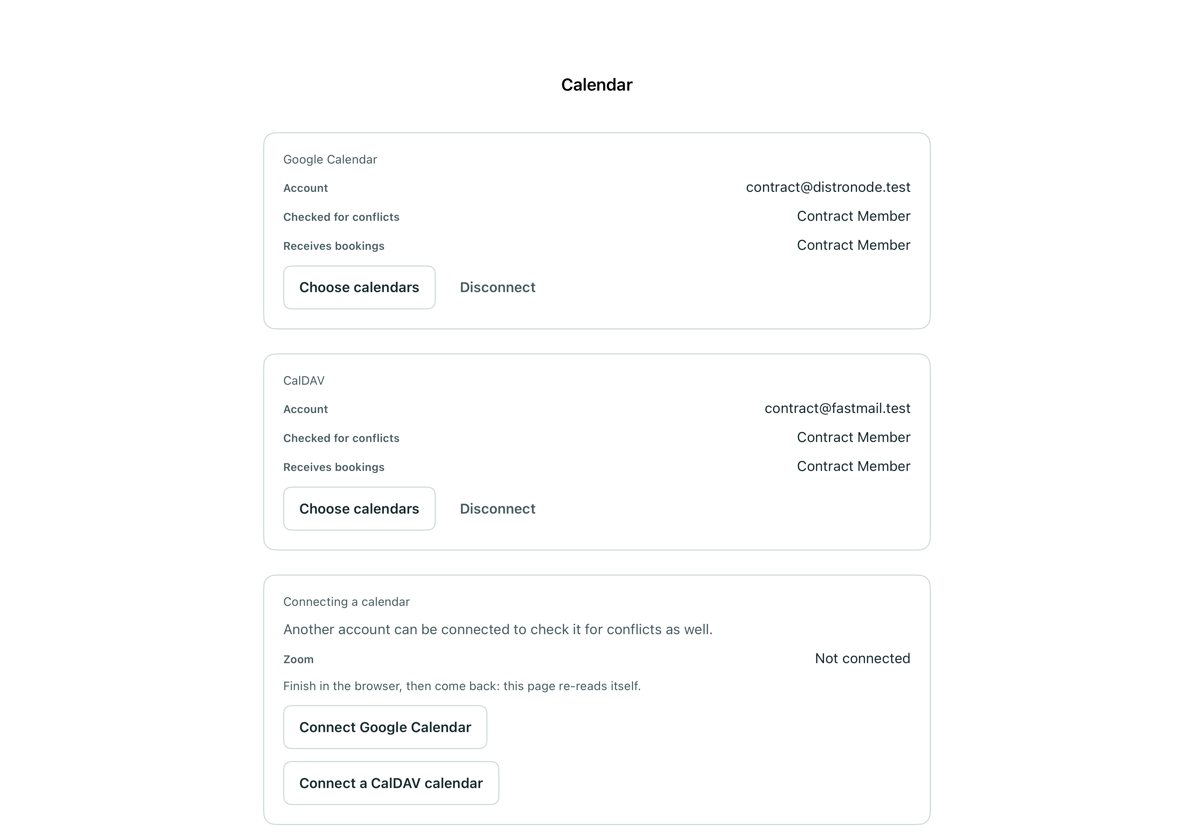 Calendar
Google Calendar
Account contract@distronode.test
Checked for conflicts Contract Member
Receives bookings Contract Member
Choose calendars Disconnect
CalDAV
Account contract@fastmail.test
Checked for conflicts Contract Member
Receives bookings Contract Member
Choose calendars Disconnect
Connecting a calendar
Another account can be connected to check it for conflicts as well.
Zoom Not connected
Finish in the browser, then come back: this page re-reads itself.
Connect Google Calendar
Connect a CalDAV calendar